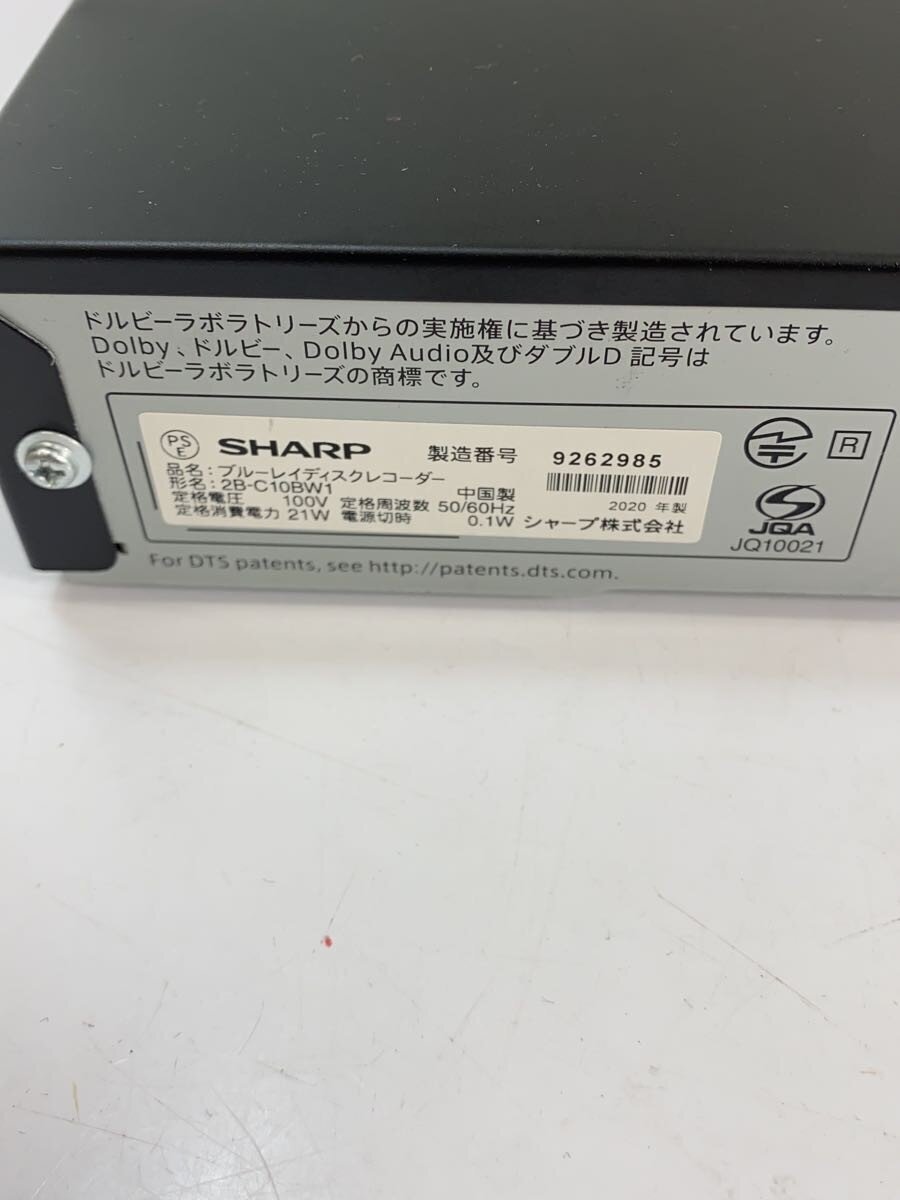 ドルビーラボラトリーズからの実施権に基づき製造されています。
Dolby、ドルビー、Dolby Audio及びダブルD 記号は
ドルビーラボラトリーズの商標です。
PS
E
SHARP 製造番号 9262985
品名：ブルーレイディスクレコーダー
形名：2B-C10BW1 中国製
定格電圧 100V 定格周波数 50/60Hz 2020 年製
定格消費電力 21W 電源切時 0.1W シャープ株式会社
R
JQA
JQ10021
For DTS patents, see http://patents.dts.com.